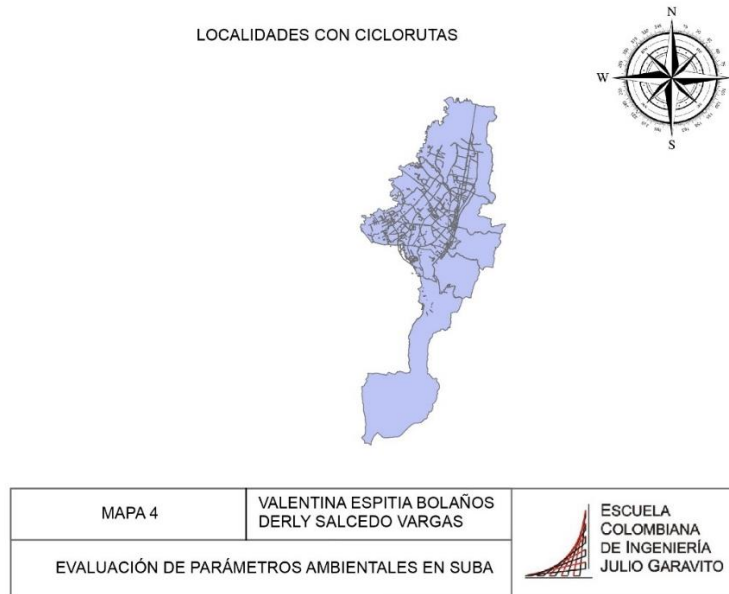 LOCALIDADES CON CICLORUTAS
N
W
E
S
MAPA 4
VALENTINA ESPITIA BOLAÑOS
DERLY SALCEDO VARGAS
EVALUACIÓN DE PARÁMETROS AMBIENTALES EN SUBA
ESCUELA
COLOMBIANA
DE INGENIERÍA
JULIO GARAVITO